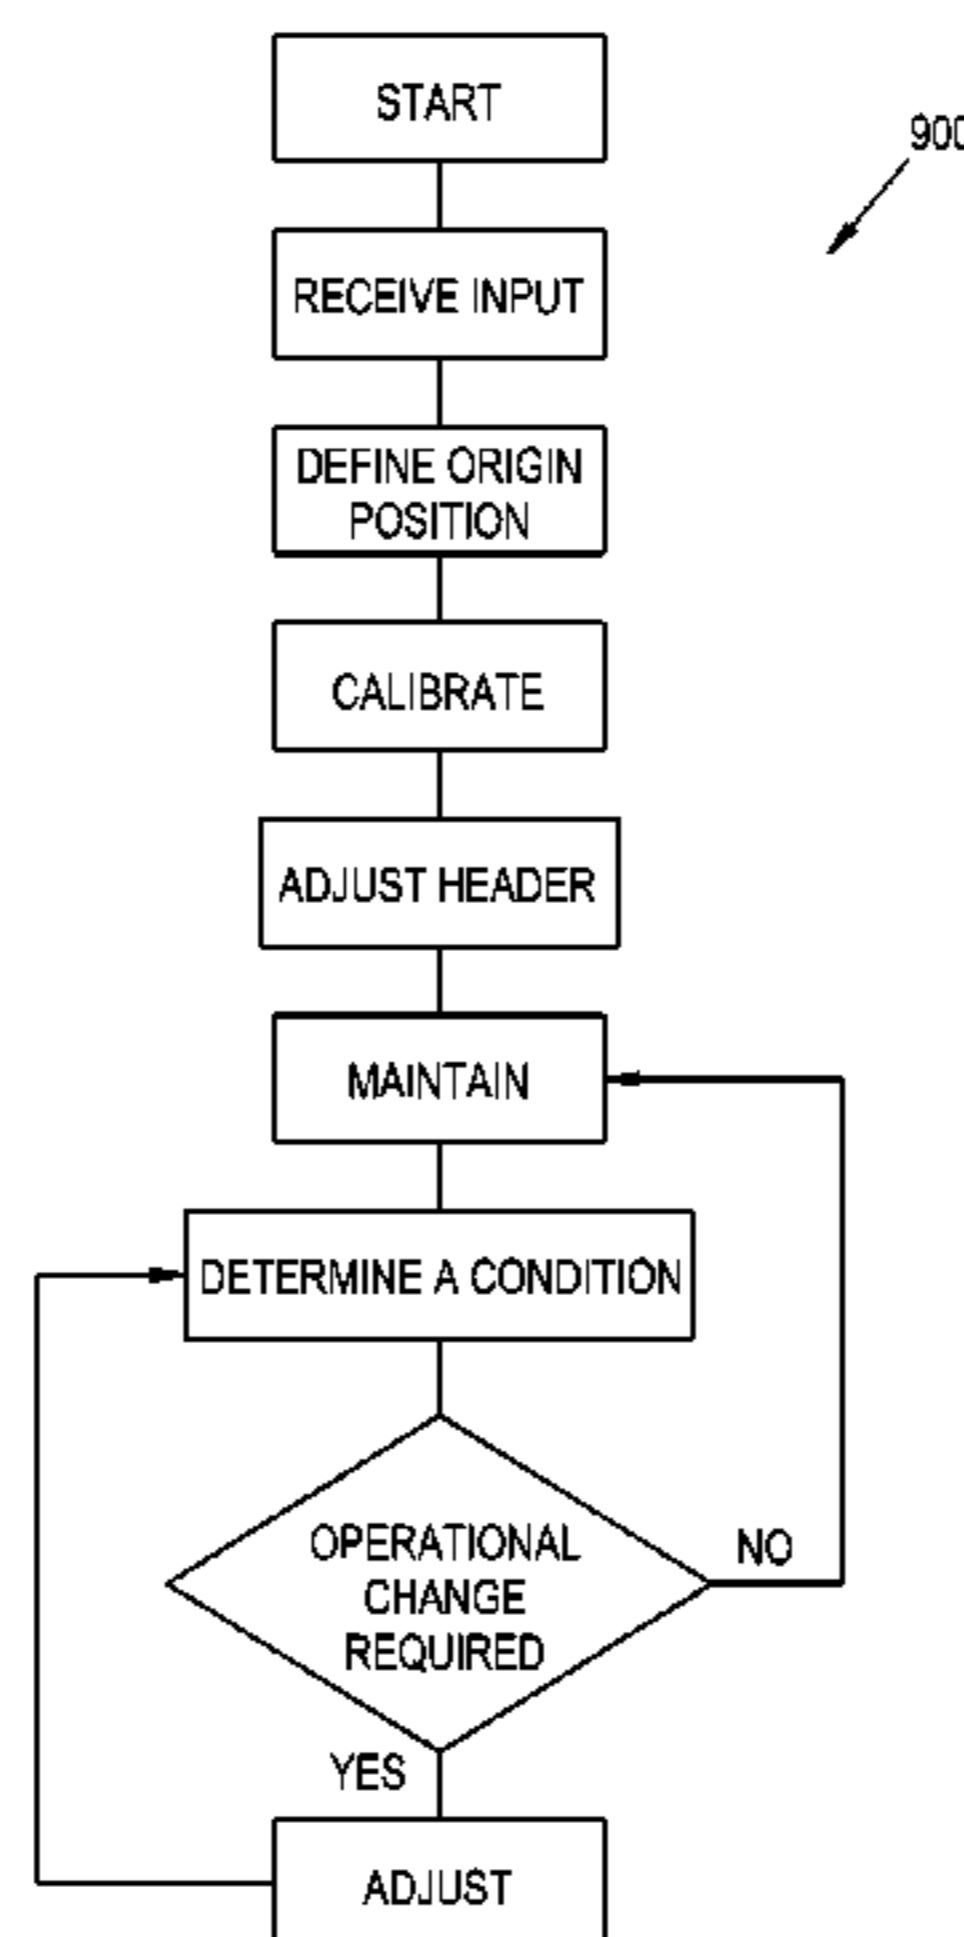 START
900
RECEIVE INPUT
DEFINE ORIGIN
POSITION
CALIBRATE
ADJUST HEADER
MAINTAIN
DETERMINE A CONDITION
OPERATIONAL
CHANGE
REQUIRED
NO
YES
ADJUST